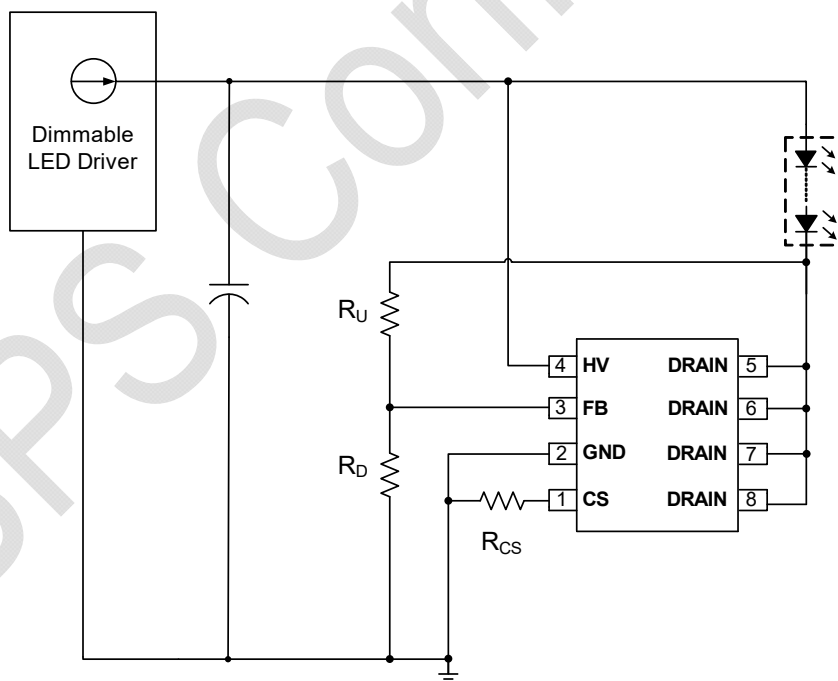 Dimmable
LED Driver
R_U
R_D
R_CS
4 HV DRAIN 5
3 FB DRAIN 6
2 GND DRAIN 7
1 CS DRAIN 8